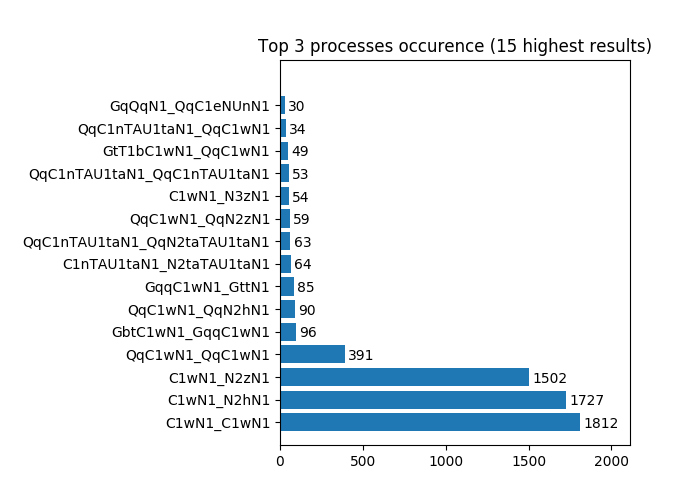 Top 3 processes occurence (15 highest results)
GqQqN1_QqC1eNUnN1 30
QqC1nTAU1taN1_QqC1wN1 34
GtT1bC1wN1_QqC1wN1 49
QqC1nTAU1taN1_QqC1nTAU1taN1 53
C1wN1_N3zN1 54
QqC1wN1_QqN2zN1 59
QqC1nTAU1taN1_QqN2taTAU1taN1 63
C1nTAU1taN1_N2taTAU1taN1 64
GqqC1wN1_GttN1 85
QqC1wN1_QqN2hN1 90
GbtC1wN1_GqqC1wN1 96
QqC1wN1_QqC1wN1 391
C1wN1_N2zN1 1502
C1wN1_N2hN1 1727
C1wN1_C1wN1 1812
0 500 1000 1500 2000